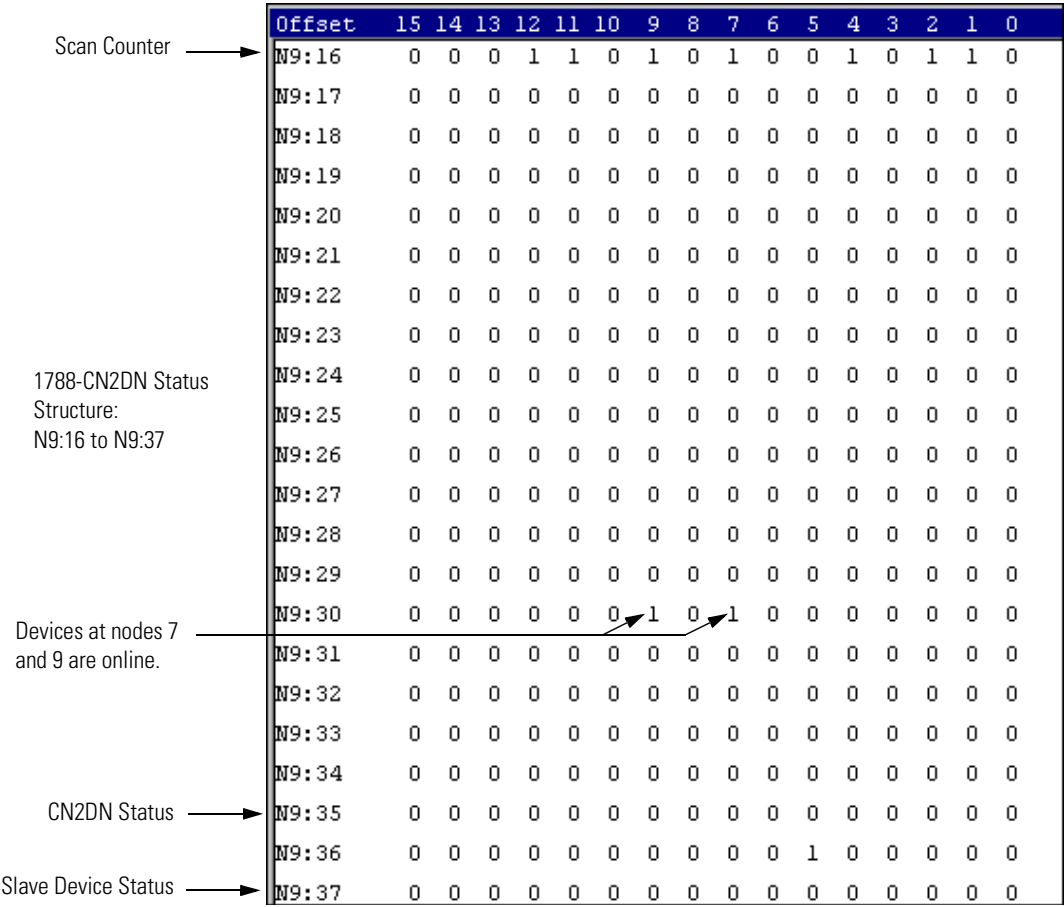 Offset 15 14 13 12 11 10 9 8 7 6 5 4 3 2 1 0
Scan Counter
N9:16 0 0 0 1 1 0 1 0 1 0 0 1 0 1 1 0
N9:17 0 0 0 0 0 0 0 0 0 0 0 0 0 0 0 0
N9:18 0 0 0 0 0 0 0 0 0 0 0 0 0 0 0 0
N9:19 0 0 0 0 0 0 0 0 0 0 0 0 0 0 0 0
N9:20 0 0 0 0 0 0 0 0 0 0 0 0 0 0 0 0
N9:21 0 0 0 0 0 0 0 0 0 0 0 0 0 0 0 0
N9:22 0 0 0 0 0 0 0 0 0 0 0 0 0 0 0 0
N9:23 0 0 0 0 0 0 0 0 0 0 0 0 0 0 0 0
1788-CN2DN Status
Structure:
N9:16 to N9:37
N9:24 0 0 0 0 0 0 0 0 0 0 0 0 0 0 0 0
N9:25 0 0 0 0 0 0 0 0 0 0 0 0 0 0 0 0
N9:26 0 0 0 0 0 0 0 0 0 0 0 0 0 0 0 0
N9:27 0 0 0 0 0 0 0 0 0 0 0 0 0 0 0 0
N9:28 0 0 0 0 0 0 0 0 0 0 0 0 0 0 0 0
N9:29 0 0 0 0 0 0 0 0 0 0 0 0 0 0 0 0
N9:30 0 0 0 0 0 0 1 0 1 0 0 0 0 0 0 0
Devices at nodes 7
and 9 are online.
N9:31 0 0 0 0 0 0 0 0 0 0 0 0 0 0 0 0
N9:32 0 0 0 0 0 0 0 0 0 0 0 0 0 0 0 0
N9:33 0 0 0 0 0 0 0 0 0 0 0 0 0 0 0 0
N9:34 0 0 0 0 0 0 0 0 0 0 0 0 0 0 0 0
CN2DN Status
N9:35 0 0 0 0 0 0 0 0 0 0 0 0 0 0 0 0
N9:36 0 0 0 0 0 0 0 0 0 0 1 0 0 0 0 0
Slave Device Status
N9:37 0 0 0 0 0 0 0 0 0 0 0 0 0 0 0 0